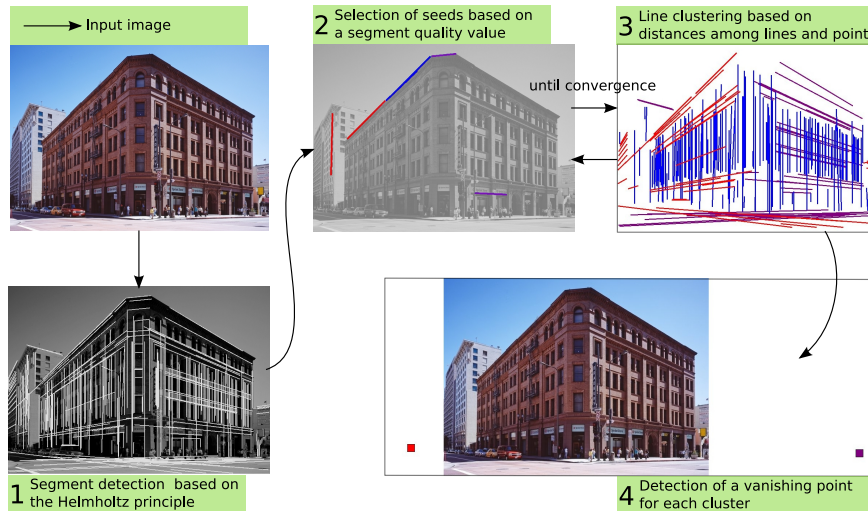 Input image
2 Selection of seeds based on
a segment quality value
3 Line clustering based on
distances among lines and point
until convergence
1 Segment detection based on
the Helmholtz principle
4 Detection of a vanishing point
for each cluster